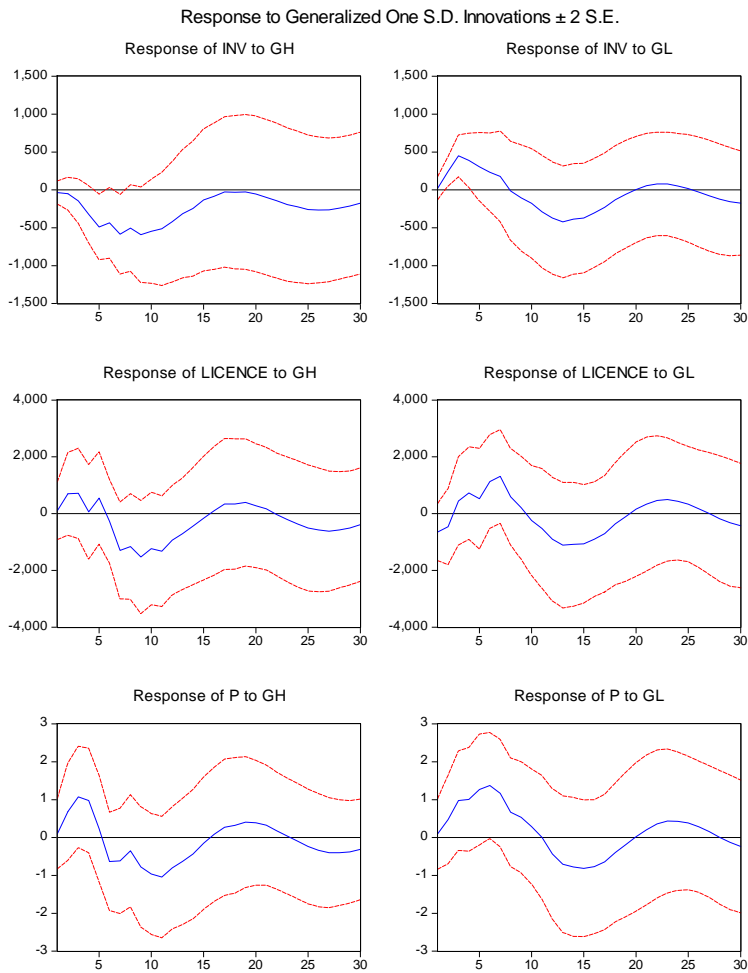 Response to Generalized One S.D. Innovations ± 2 S.E.
Response of INV to GH
1,500
1,000
500
0
-500
-1,000
-1,500
5 10 15 20 25 30
Response of INV to GL
1,500
1,000
500
0
-500
-1,000
-1,500
5 10 15 20 25 30
Response of LICENCE to GH
4,000
2,000
0
-2,000
-4,000
5 10 15 20 25 30
Response of LICENCE to GL
4,000
2,000
0
-2,000
-4,000
5 10 15 20 25 30
Response of P to GH
3
2
1
0
-1
-2
-3
5 10 15 20 25 30
Response of P to GL
3
2
1
0
-1
-2
-3
5 10 15 20 25 30